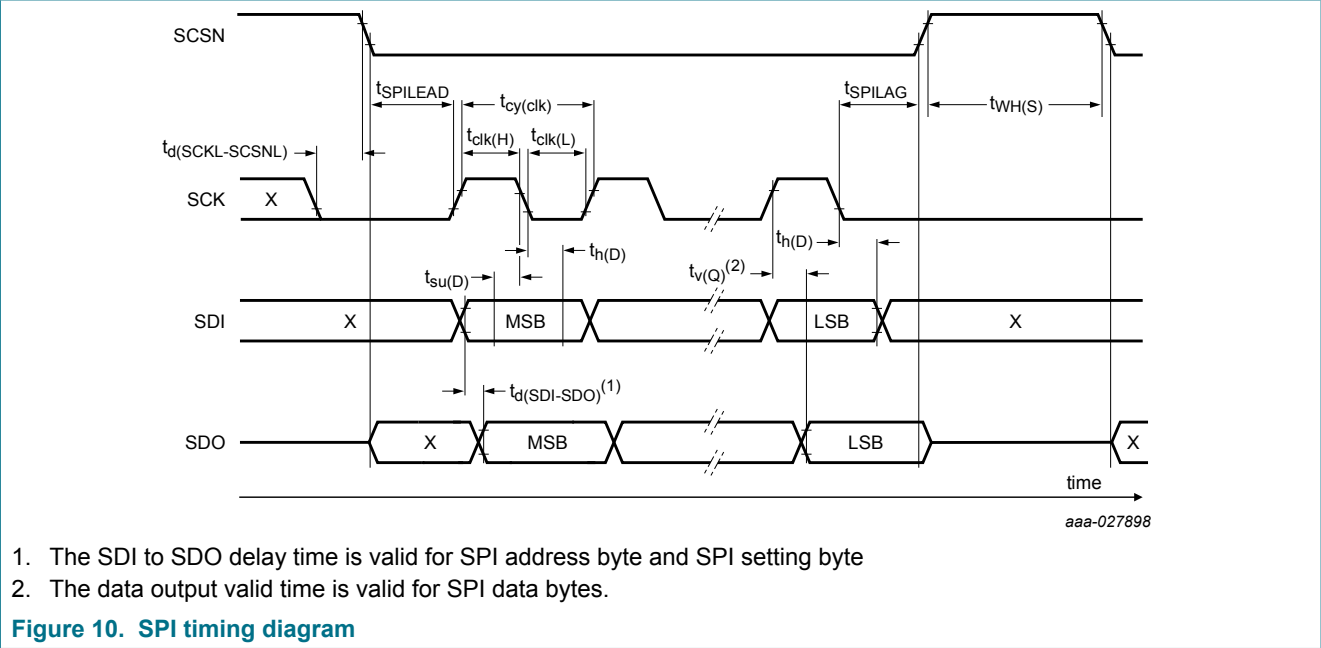 SCSN
tSPILEAD
tcy(clk)
tSPILAG
tWH(S)
tclk(H)
tclk(L)
td(SCKL-SCSNL)
SCK
X
th(D)
th(D)
tsu(D)
tv(Q)(2)
SDI
X
MSB
LSB
X
td(SDI-SDO)(1)
SDO
X
MSB
LSB
X
time
aaa-027898
1. The SDI to SDO delay time is valid for SPI address byte and SPI setting byte
2. The data output valid time is valid for SPI data bytes.
Figure 10. SPI timing diagram